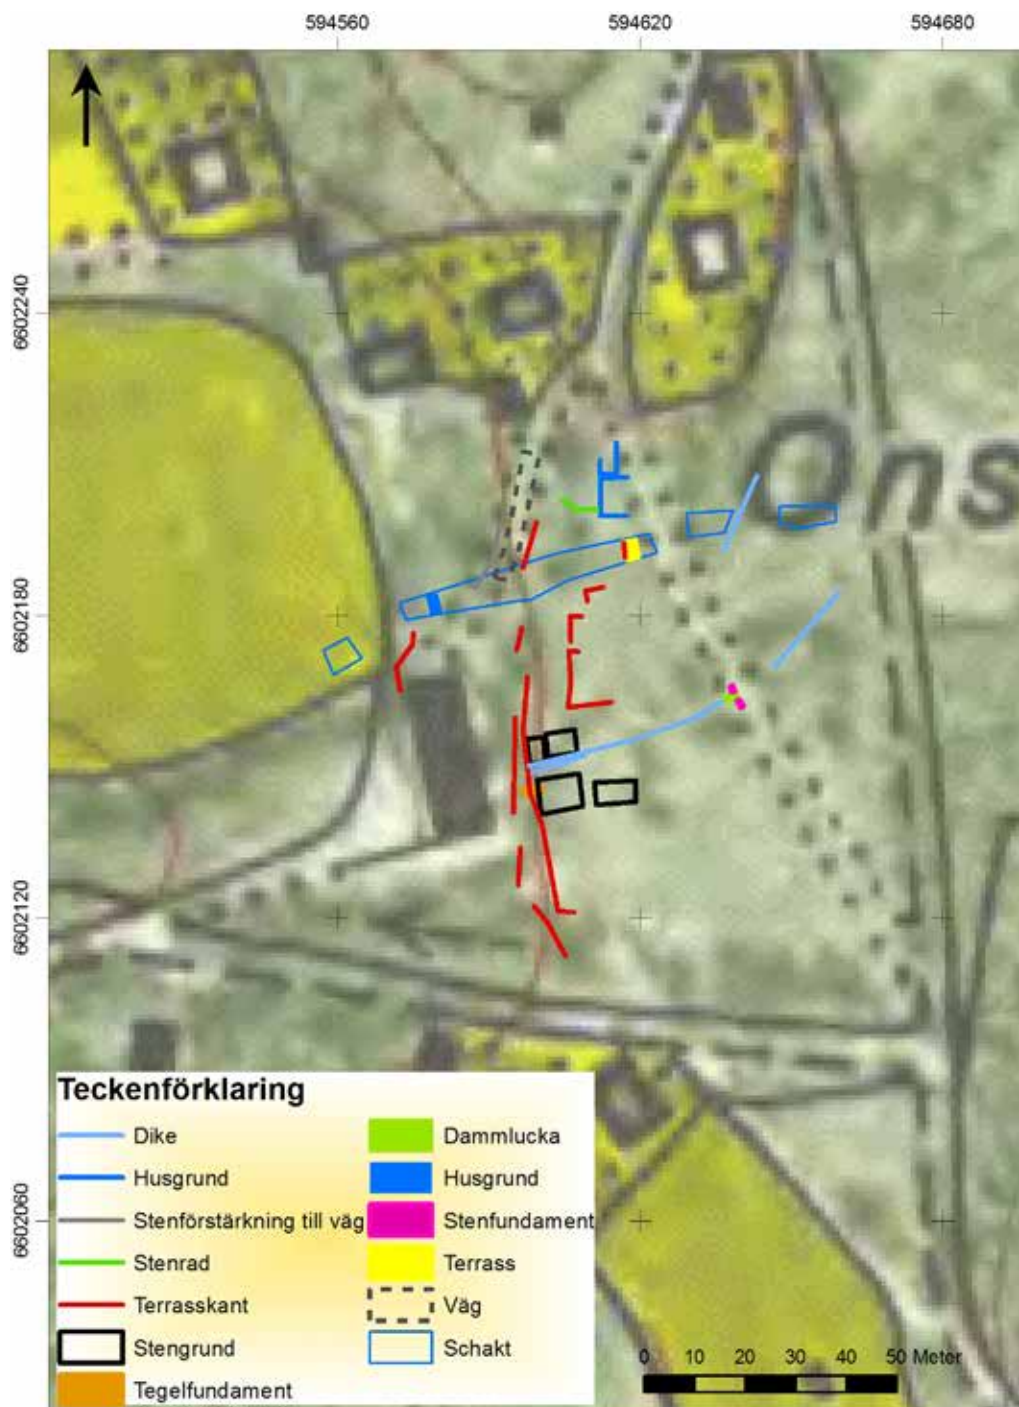 594560 594620 594680
6602240
Ons
6602180
6602120
6602060
Teckenförklaring
Dike
Husgrund
Stenförstärkning till väg
Stenrad
Terrasskant
Stengrund
Tegelfundament
Dammlucka
Husgrund
Stenfundament
Terrass
Väg
Schakt
0 10 20 30 40 50 Meter